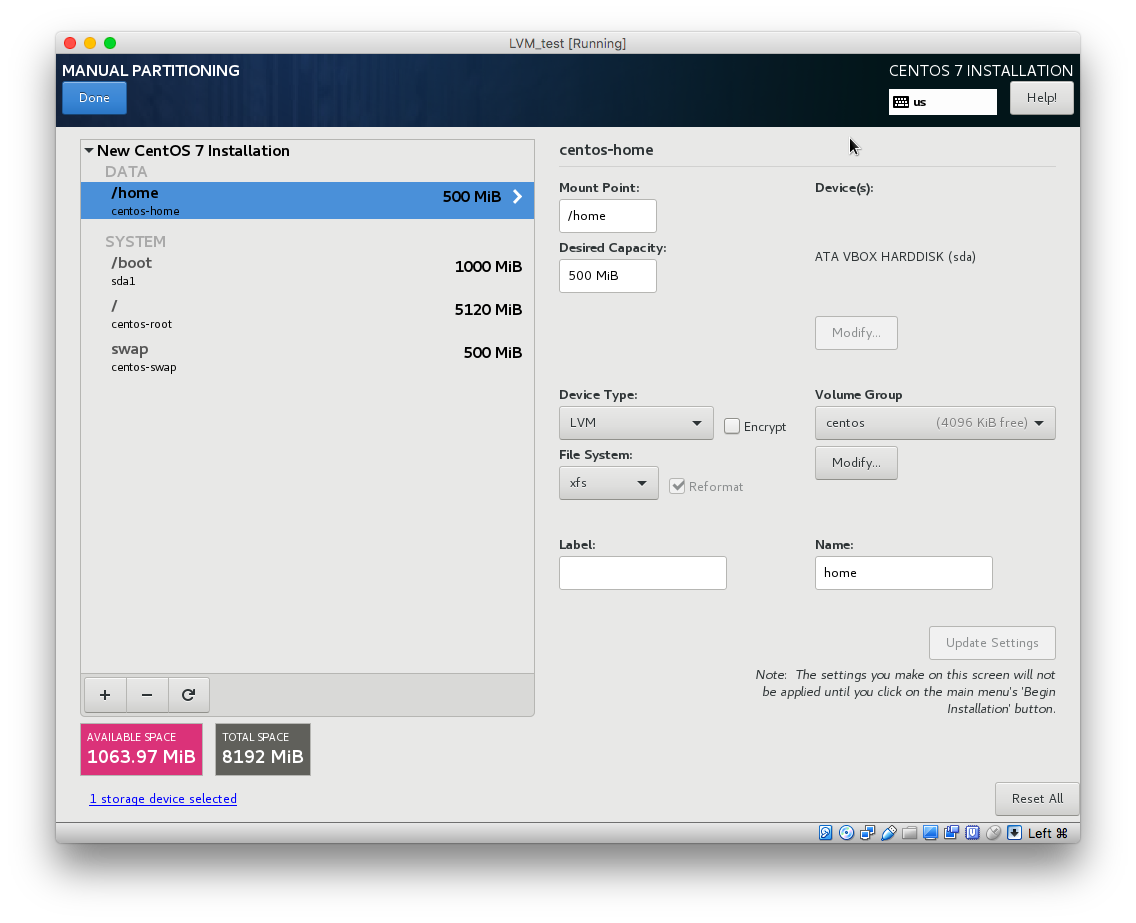 LVM_test [Running]
MANUAL PARTITIONING
CENTOS 7 INSTALLATION
Done
us
Help!
New CentOS 7 Installation
DATA
/home
500 MiB
centos-home
SYSTEM
/boot
1000 MiB
sda1
/
5120 MiB
centos-root
swap
500 MiB
centos-swap
+ −
AVAILABLE SPACE
1063.97 MiB
TOTAL SPACE
8192 MiB
1 storage device selected
centos-home
Mount Point:
/home
Desired Capacity:
500 MiB
Device(s):
ATA VBOX HARDDISK (sda)
Modify...
Device Type:
LVM
Encrypt
File System:
xfs
Reformat
Volume Group
centos (4096 KiB free)
Modify...
Label:
Name:
home
Update Settings
Note: The settings you make on this screen will not
be applied until you click on the main menu's 'Begin
Installation' button.
Reset All
Left ⌘